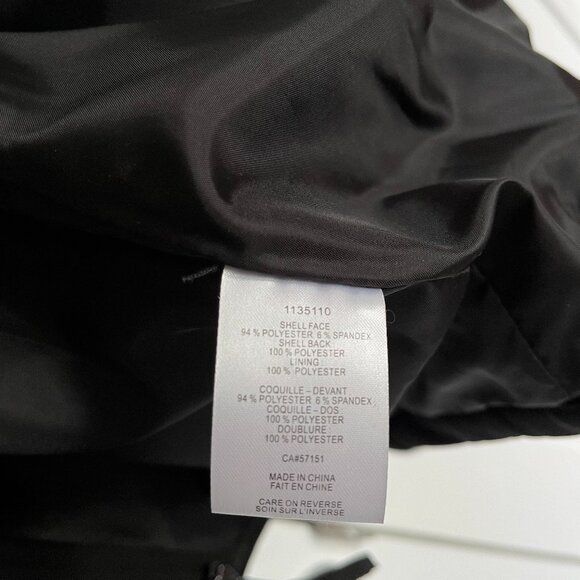 1135110
SHELL FACE
94 % POLYESTER 6 % SPANDEX
SHELL BACK
100 % POLYESTER
LINING
100 % POLYESTER
COQUILLE – DEVANT
94 % POLYESTER 6 % SPANDEX
COQUILLE – DOS
100 % POLYESTER
DOUBLURE
100 % POLYESTER
CA#57151
MADE IN CHINA
FAIT EN CHINE
CARE ON REVERSE
SOIN SUR L'INVERSE